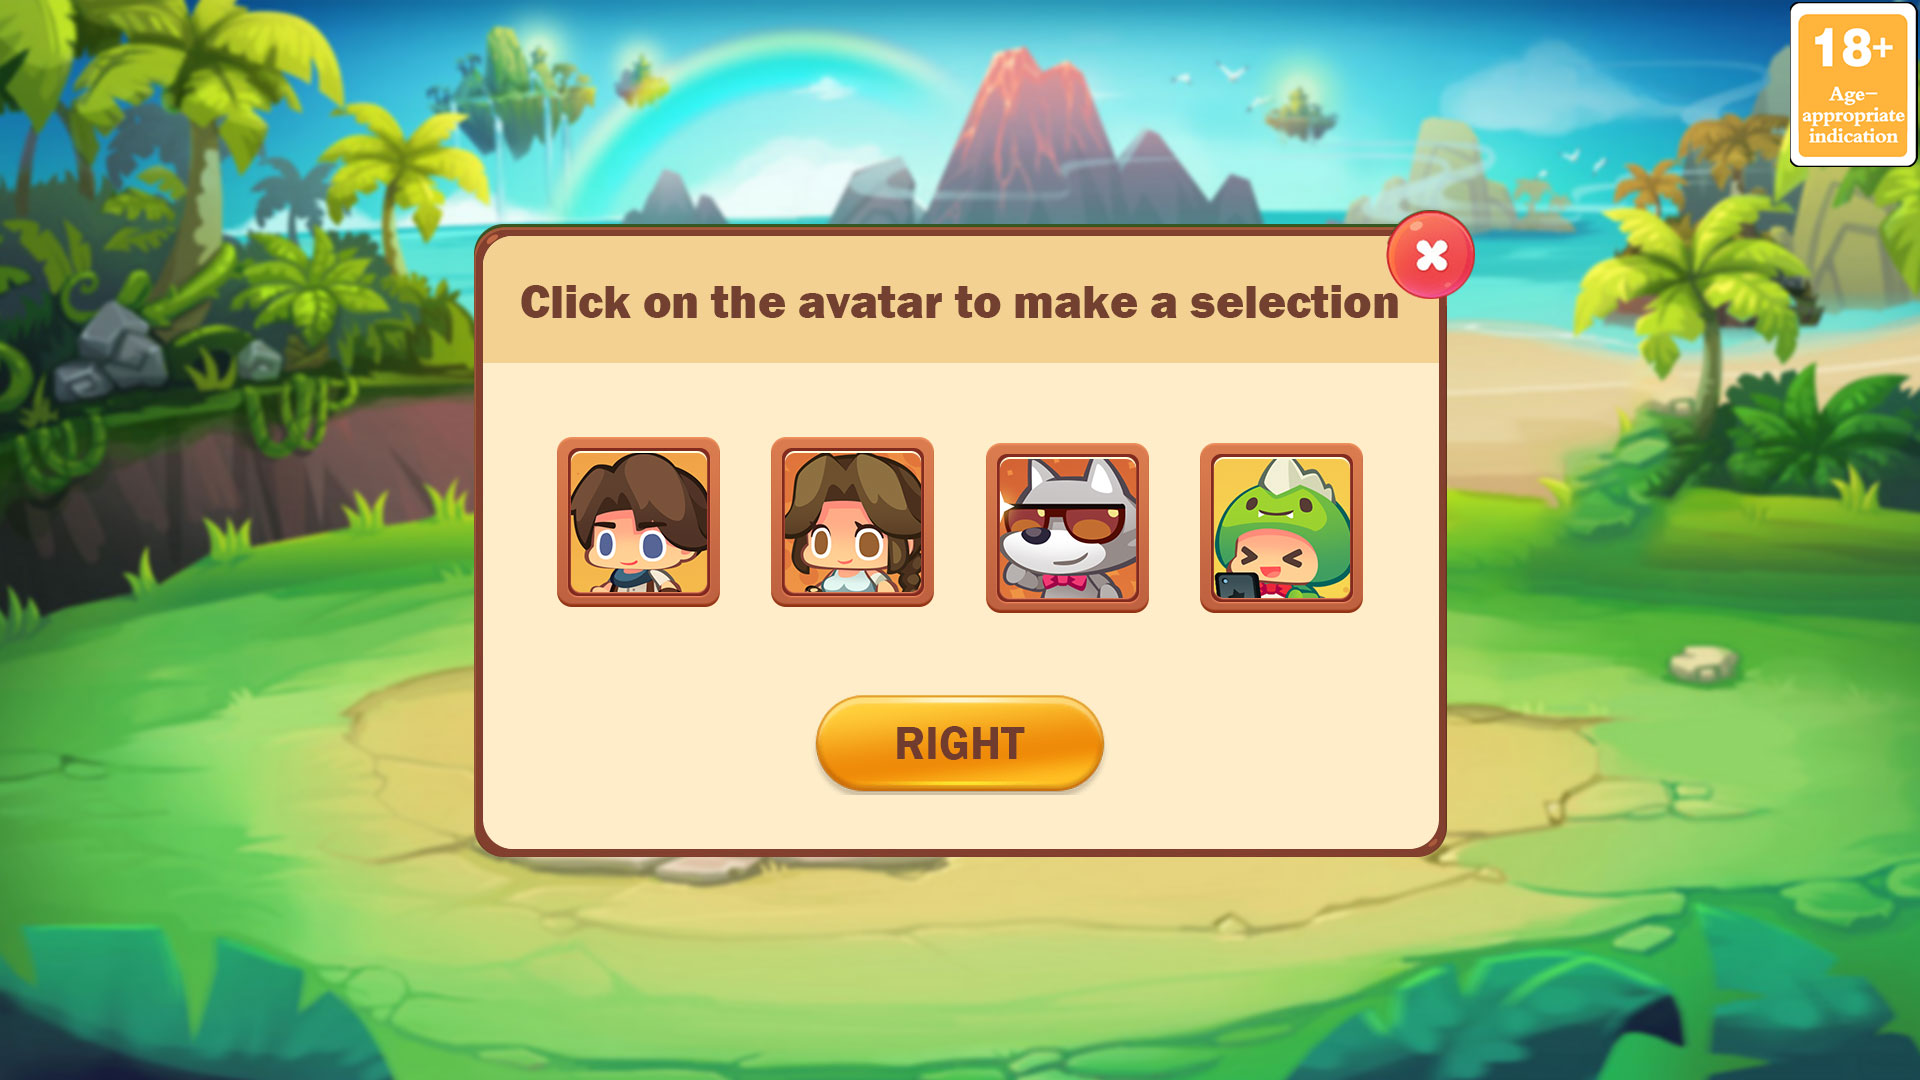 18+
Age-
appropriate
indication
Click on the avatar to make a selection
RIGHT